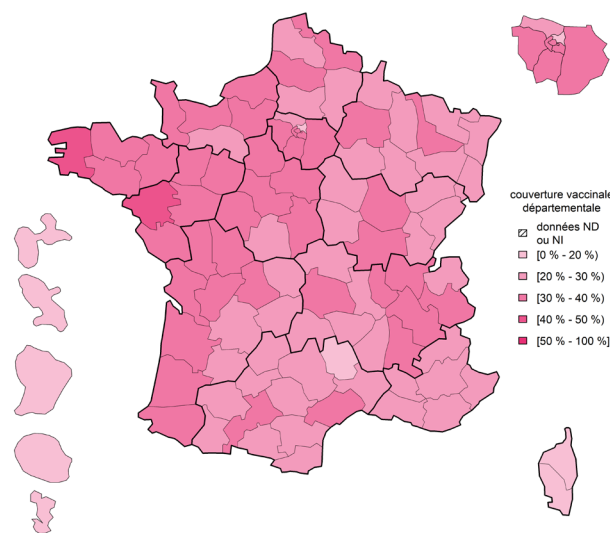 couverture vaccinale
départementale
données ND
ou NI
[0 % - 20 %)
[20 % - 30 %)
[30 % - 40 %)
[40 % - 50 %)
[50 % - 100 %]